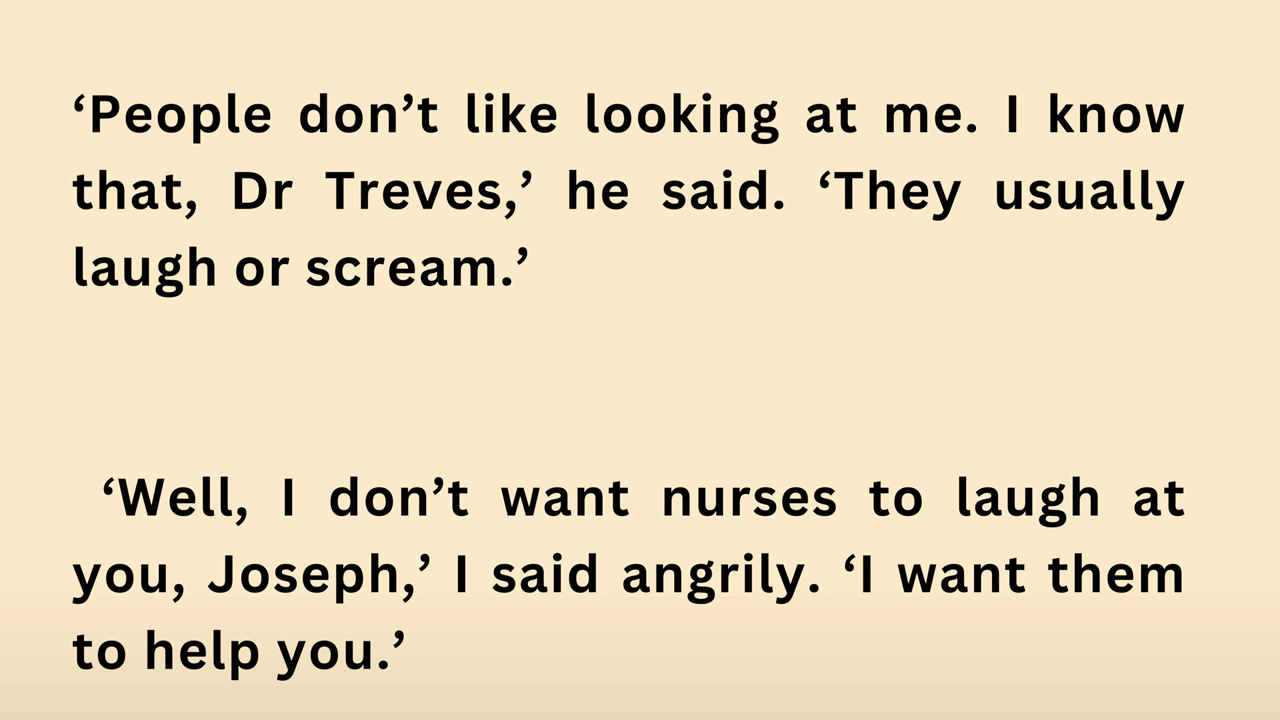 ‘People don’t like looking at me. I know
that, Dr Treves,’ he said. ‘They usually
laugh or scream.’
‘Well, I don’t want nurses to laugh at
you, Joseph,’ I said angrily. ‘I want them
to help you.’